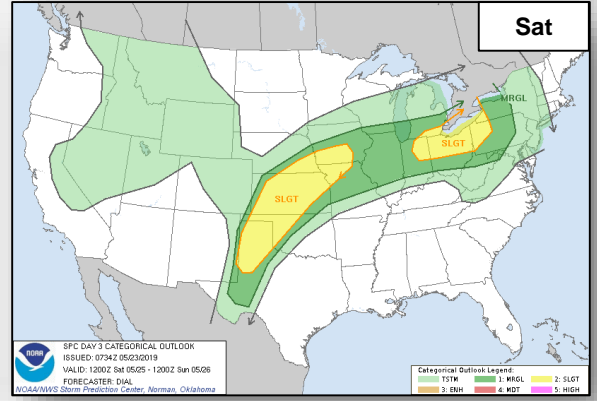 Sat
MRGL
SLGT
SLGT
NOAA
SPC DAY 3 CATEGORICAL OUTLOOK
ISSUED: 0734Z 05/23/2019
VALID: 1200Z Sat 05/25 - 1200Z Sun 05/26
FORECASTER: DIAL
NOAA/NWS Storm Prediction Center, Norman, Oklahoma
Categorical Outlook Legend:
TSTM 1: MRGL 2: SLGT
3: ENH 4: MDT 5: HIGH